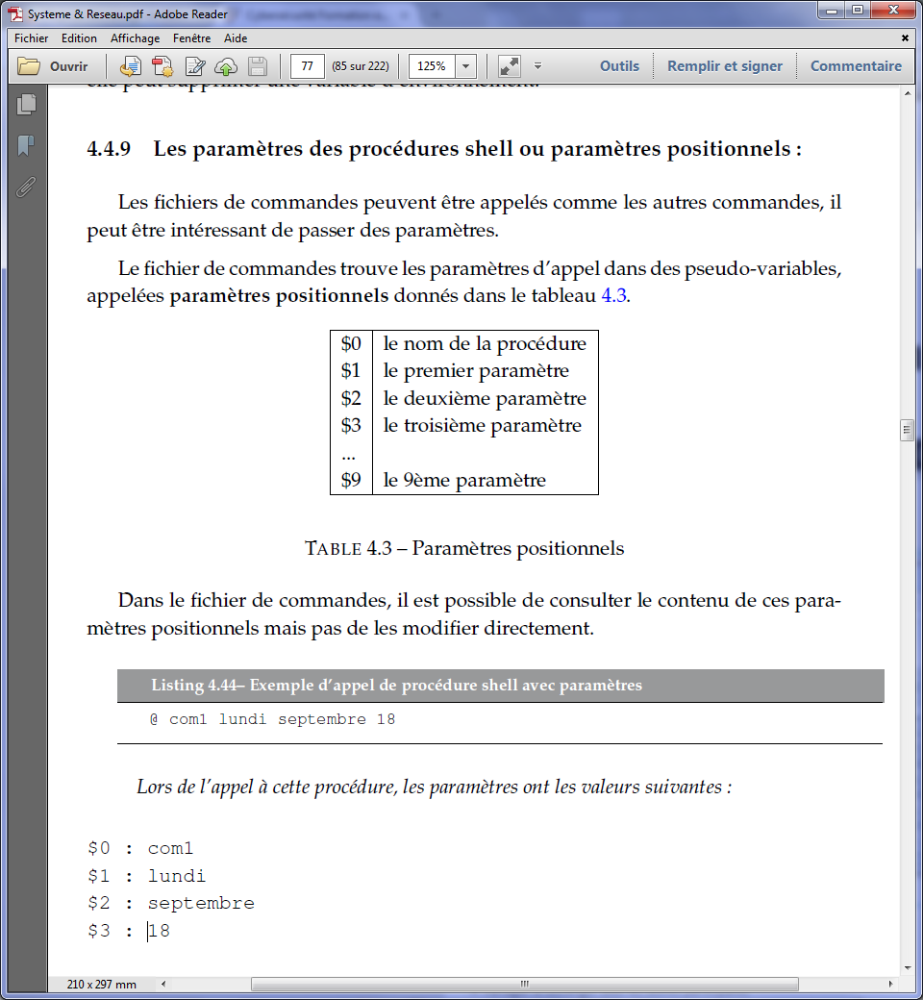 Systeme & Reseau.pdf - Adobe Reader
Fichier Edition Affichage Fenêtre Aide
Ouvrir 77 (85 sur 222) 125% Outils Remplir et signer Commentaire
elle peut supprimer une variable d'environnement.
4.4.9 Les paramètres des procédures shell ou paramètres positionnels :
Les fichiers de commandes peuvent être appelés comme les autres commandes, il
peut être intéressant de passer des paramètres.
Le fichier de commandes trouve les paramètres d'appel dans des pseudo-variables,
appelées paramètres positionnels donnés dans le tableau 4.3.
$0 le nom de la procédure
$1 le premier paramètre
$2 le deuxième paramètre
$3 le troisième paramètre
...
$9 le 9ème paramètre
TABLE 4.3 – Paramètres positionnels
Dans le fichier de commandes, il est possible de consulter le contenu de ces para-
mètres positionnels mais pas de les modifier directement.
Listing 4.44– Exemple d'appel de procédure shell avec paramètres
@ com1 lundi septembre 18
Lors de l'appel à cette procédure, les paramètres ont les valeurs suivantes :
$0 : com1
$1 : lundi
$2 : septembre
$3 : 18
210 x 297 mm